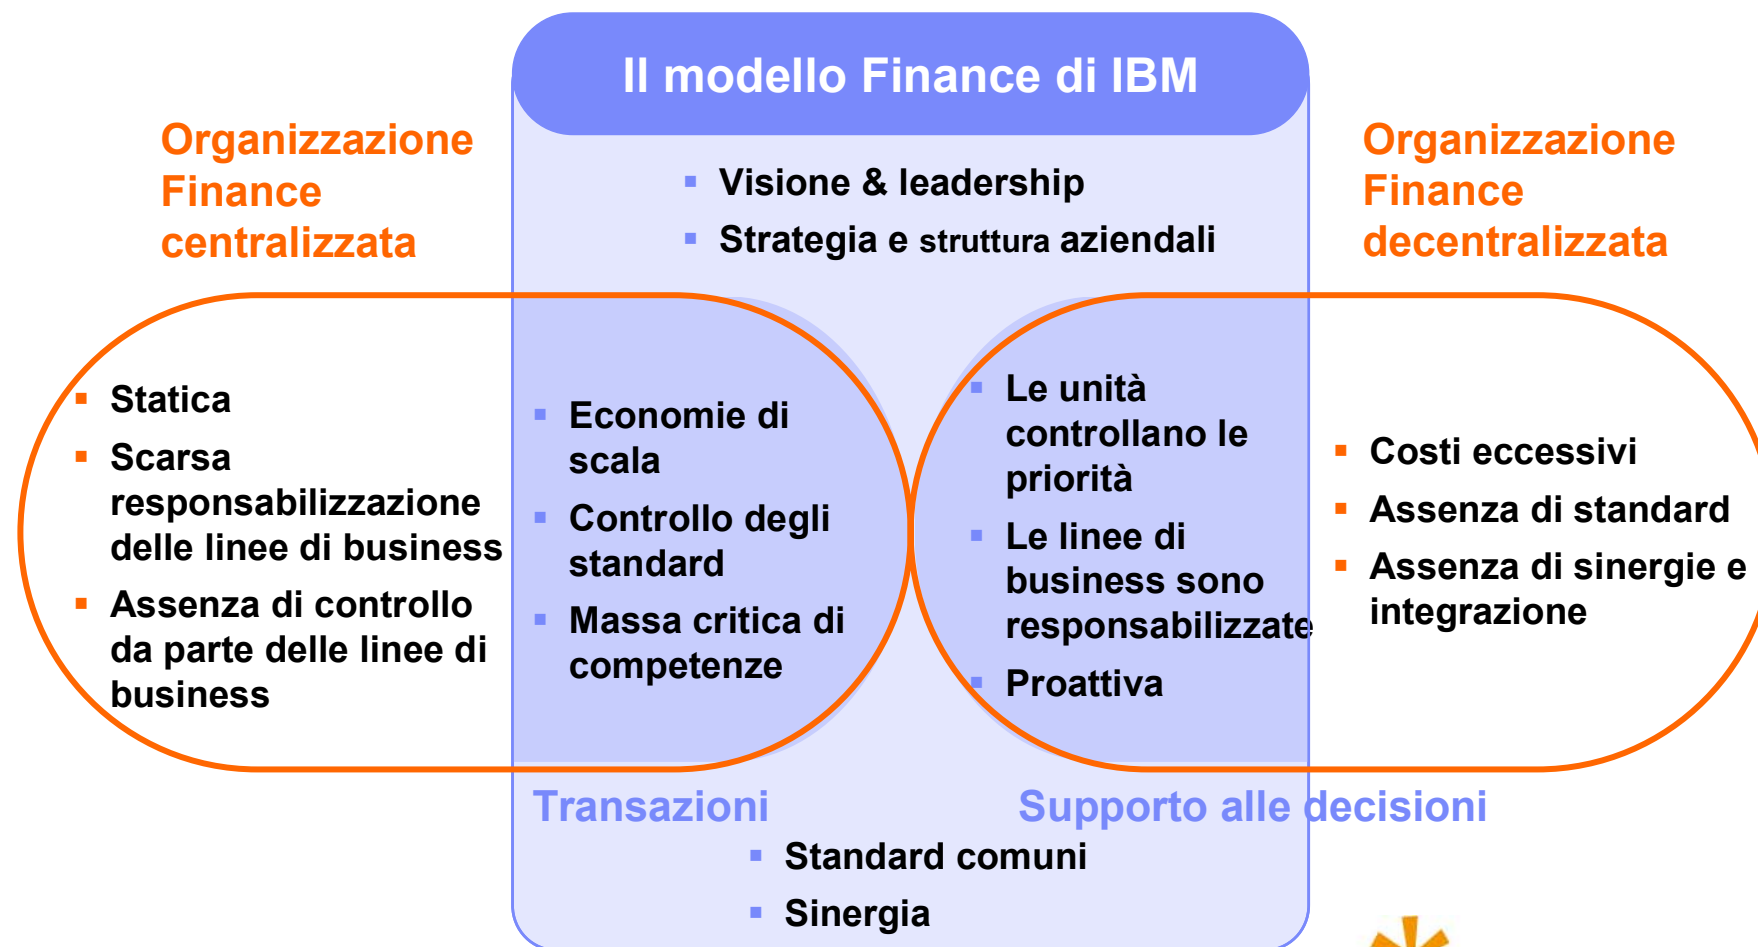 Il modello Finance di IBM
Organizzazione
Finance
centralizzata
Visione & leadership
Strategia e struttura aziendali
Organizzazione
Finance
decentralizzata
Statica
Scarsa
responsabilizzazione
delle linee di business
Assenza di controllo
da parte delle linee di
business
Economie di
scala
Controllo degli
standard
Massa critica di
competenze
Le unità
controllano le
priorità
Le linee di
business sono
responsabilizzate
Proattiva
Costi eccessivi
Assenza di standard
Assenza di sinergie e
integrazione
Transazioni
Supporto alle decisioni
Standard comuni
Sinergia